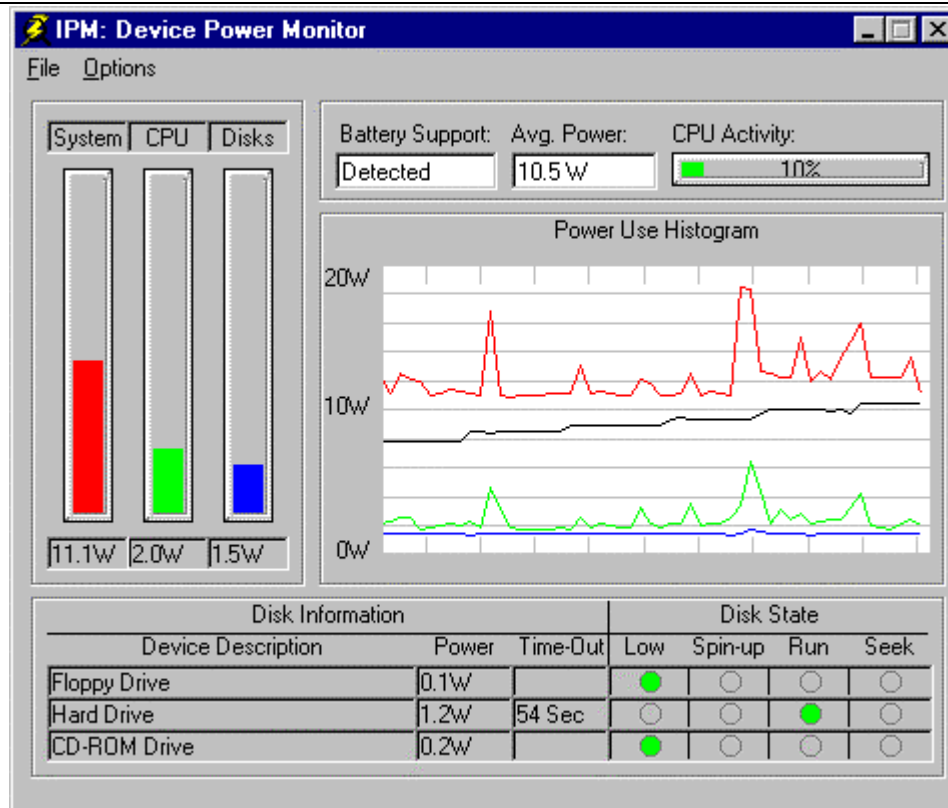 IPM: Device Power Monitor
File Options
System CPU Disks
11.1W 2.0W 1.5W
Battery Support: Avg. Power: CPU Activity:
Detected 10.5 W 10%
Power Use Histogram
20W
10W
0W
Disk Information Disk State
Device Description Power Time-Out Low Spin-up Run Seek
Floppy Drive 0.1W
Hard Drive 1.2W 54 Sec
CD-ROM Drive 0.2W